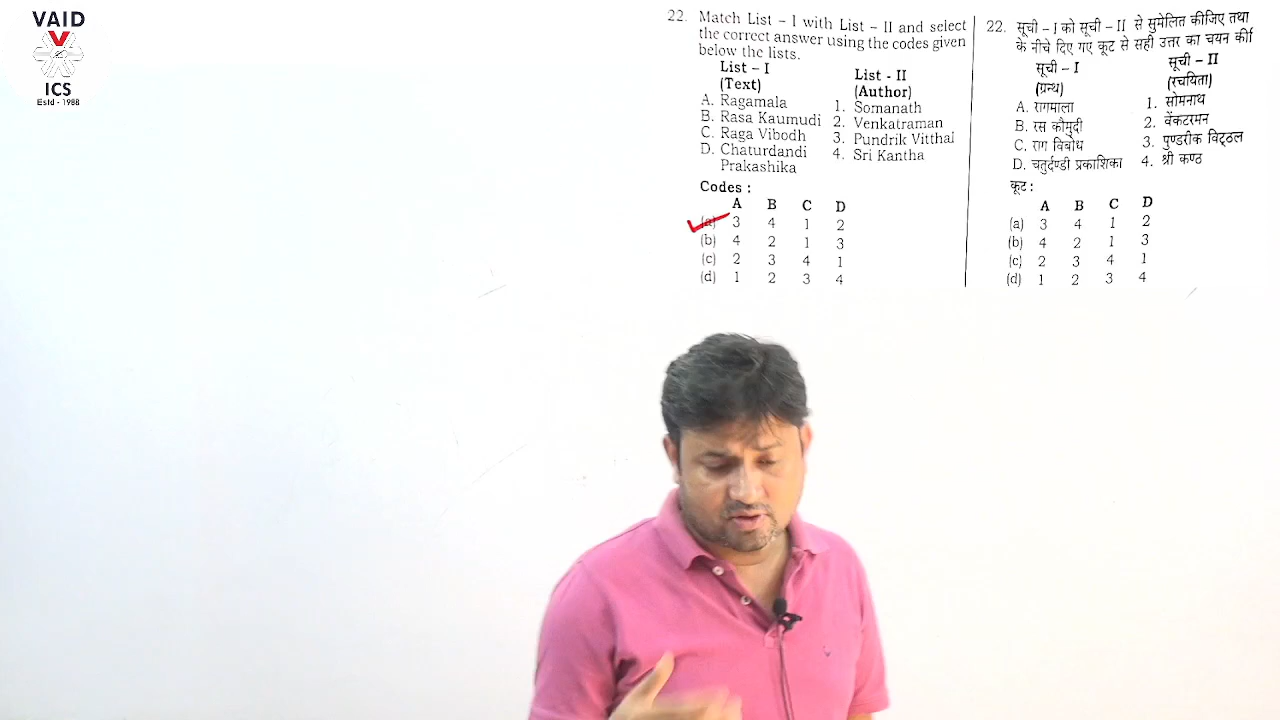 VAID
V
ICS
Estd - 1988
22. Match List – I with List – II and select
the correct answer using the codes given
below the lists.
List – I
(Text)
List - II
(Author)
A. Ragamala
1. Somanath
B. Rasa Kaumudi
2. Venkatraman
C. Raga Vibodh
3. Pundrik Vitthal
D. Chaturdandi
Prakashika
4. Sri Kantha
Codes :
A B C D
(a) 3 4 1 2
(b) 4 2 1 3
(c) 2 3 4 1
(d) 1 2 3 4
22. सूची – I को सूची – II से सुमेलित कीजिए तथा
के नीचे दिए गए कूट से सही उत्तर का चयन
सूची – I
(ग्रन्थ)
सूची – II
(रचयिता)
A. रागमाला
1. सोमनाथ
B. रस कौमुदी
2. वेंकटरमन
C. राग विबोध
3. पुण्डरीक विट्ठल
D. चतुर्दण्डी प्रकाशिका
4. श्री कण्ठ
कूट :
A B C D
(a) 3 4 1 2
(b) 4 2 1 3
(c) 2 3 4 1
(d) 1 2 3 4